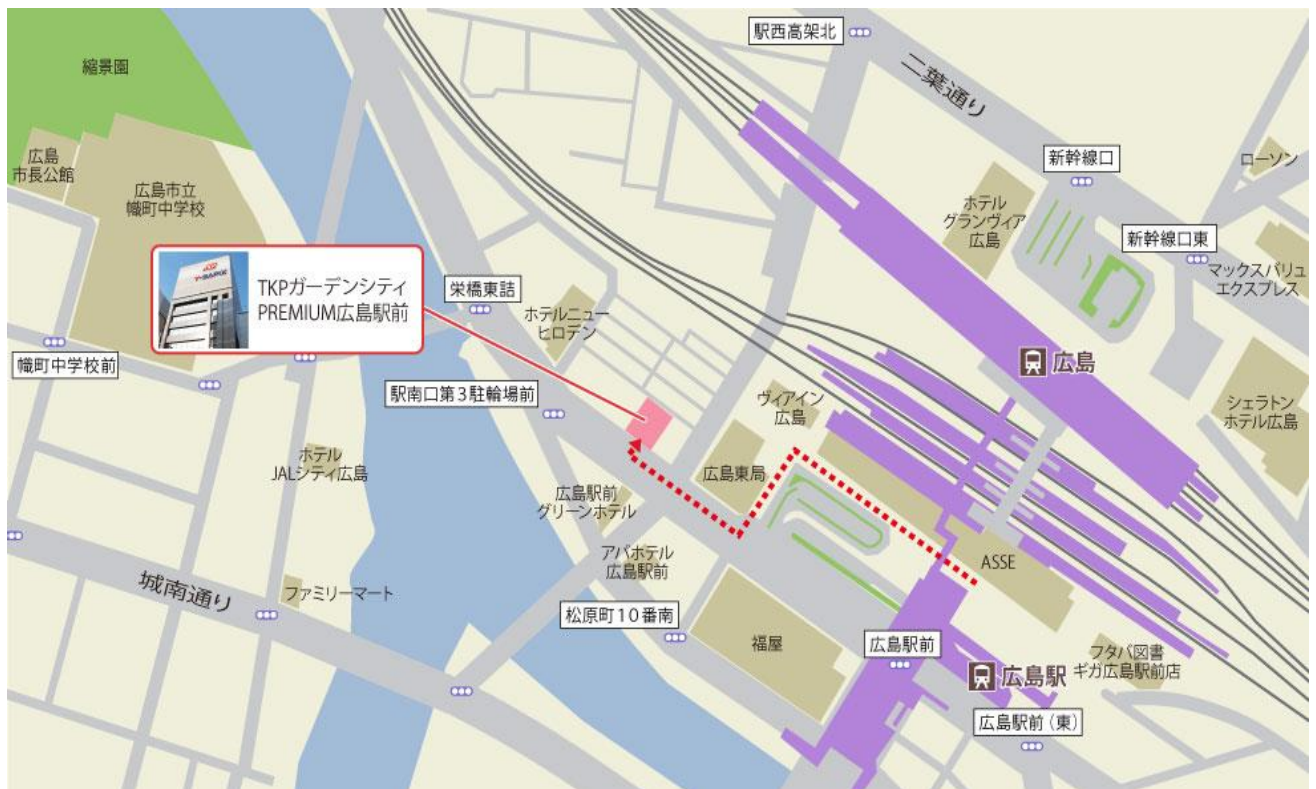 駅西高架北
二葉通り
縮景園
広島
市長公館
広島市立
幟町中学校
新幹線口
ローソン
ホテル
グランヴィア
広島
新幹線口東
マックスバリュ
エクスプレス
TKPガーデンシティ
PREMIUM広島駅前
栄橋東詰
ホテルニュー
ヒロデン
幟町中学校前
駅南口第3駐輪場前
広島
ヴィアイン
広島
シェラトン
ホテル広島
ホテル
JALシティ広島
広島東局
広島駅前
グリーンホテル
アパホテル
広島駅前
ASSE
城南通り
ファミリーマート
松原町10番南
福屋
広島駅前
フタバ図書
ギガ広島駅前店
広島駅
広島駅前(東)